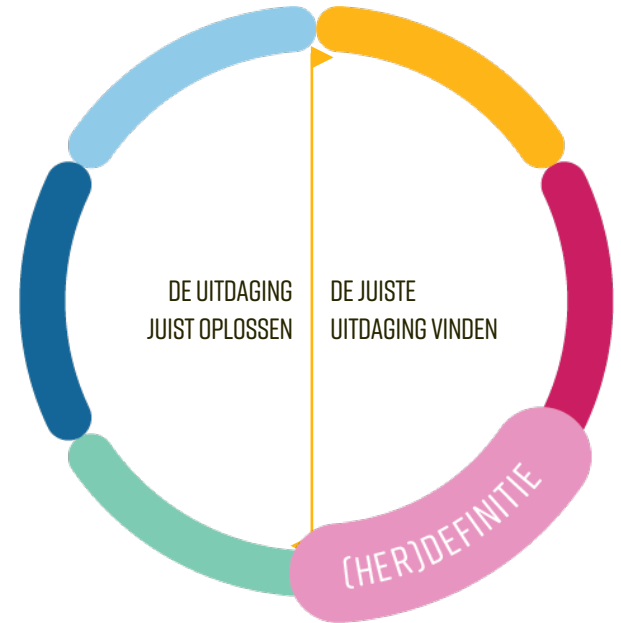 DE UITDAGING
JUIST OPLOSSEN
DE JUISTE
UITDAGING VINDEN
(HER)DEFINITIE